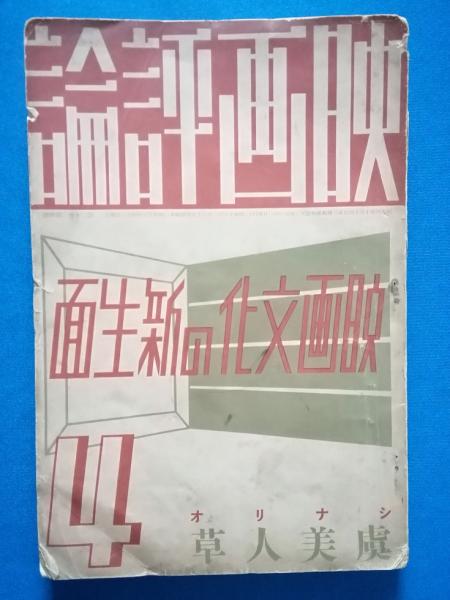 映画評論
映画文化の新生面
4
シナリオ
虞美人草